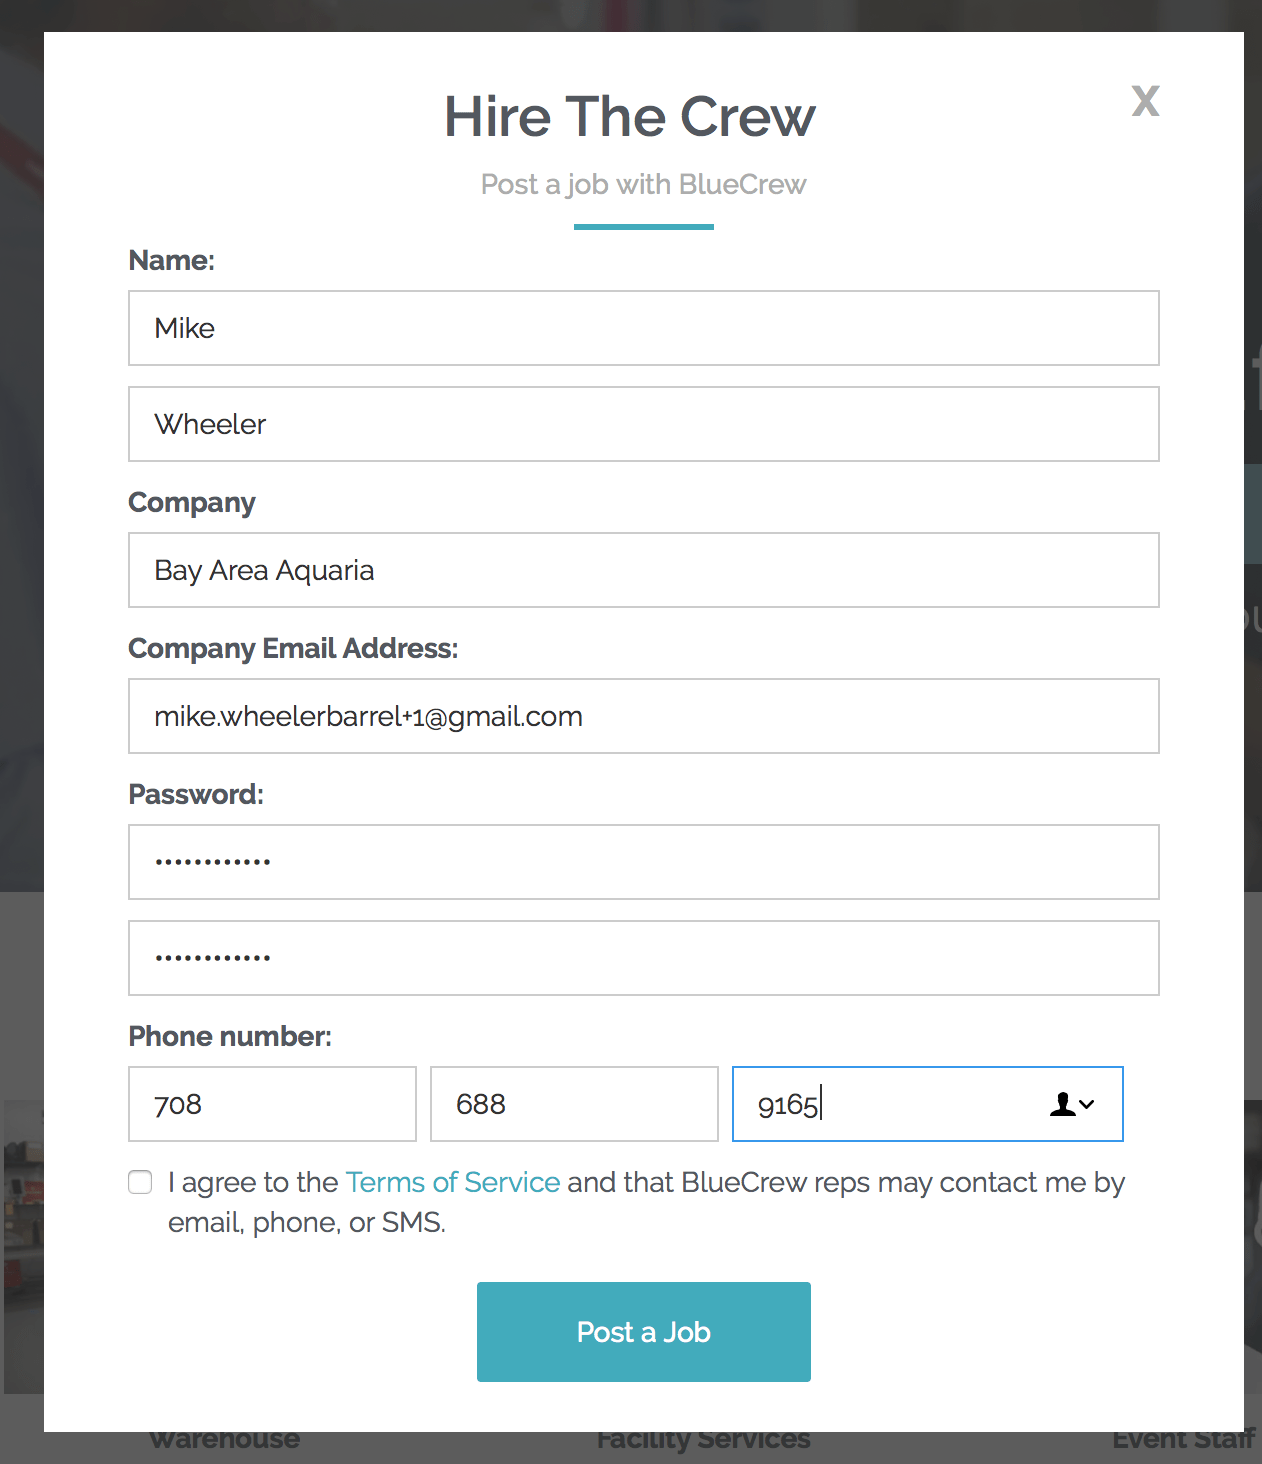 Hire The Crew
X
Post a job with BlueCrew
Name:
Mike
Wheeler
Company
Bay Area Aquaria
Company Email Address:
mike.wheelerbarrel+1@gmail.com
Password:
••••••••••••
••••••••••••
Phone number:
708 688 9165
I agree to the Terms of Service and that BlueCrew reps may contact me by
email, phone, or SMS.
Post a Job
Warehouse Facility Services Event Staff